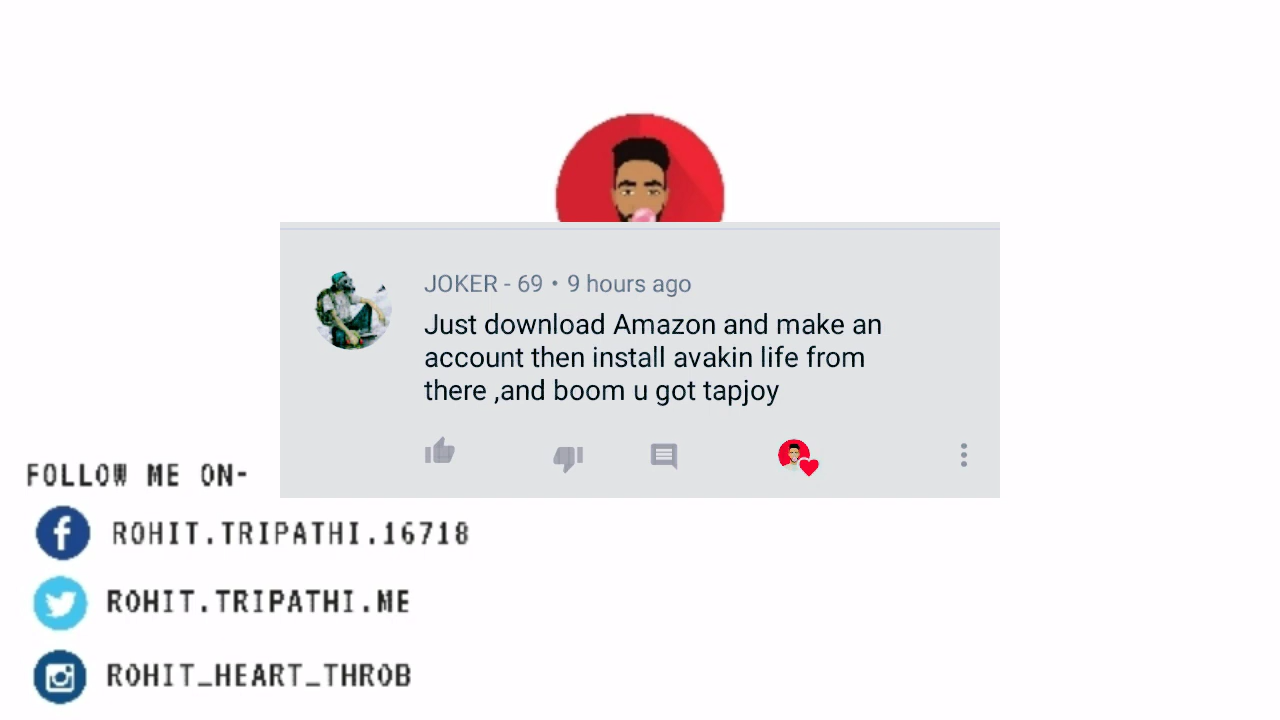 JOKER - 69 • 9 hours ago
Just download Amazon and make an
account then install avakin life from
there ,and boom u got tapjoy
FOLLOW ME ON-
ROHIT.TRIPATHI.16718
ROHIT.TRIPATHI.ME
ROHIT_HEART_THROB